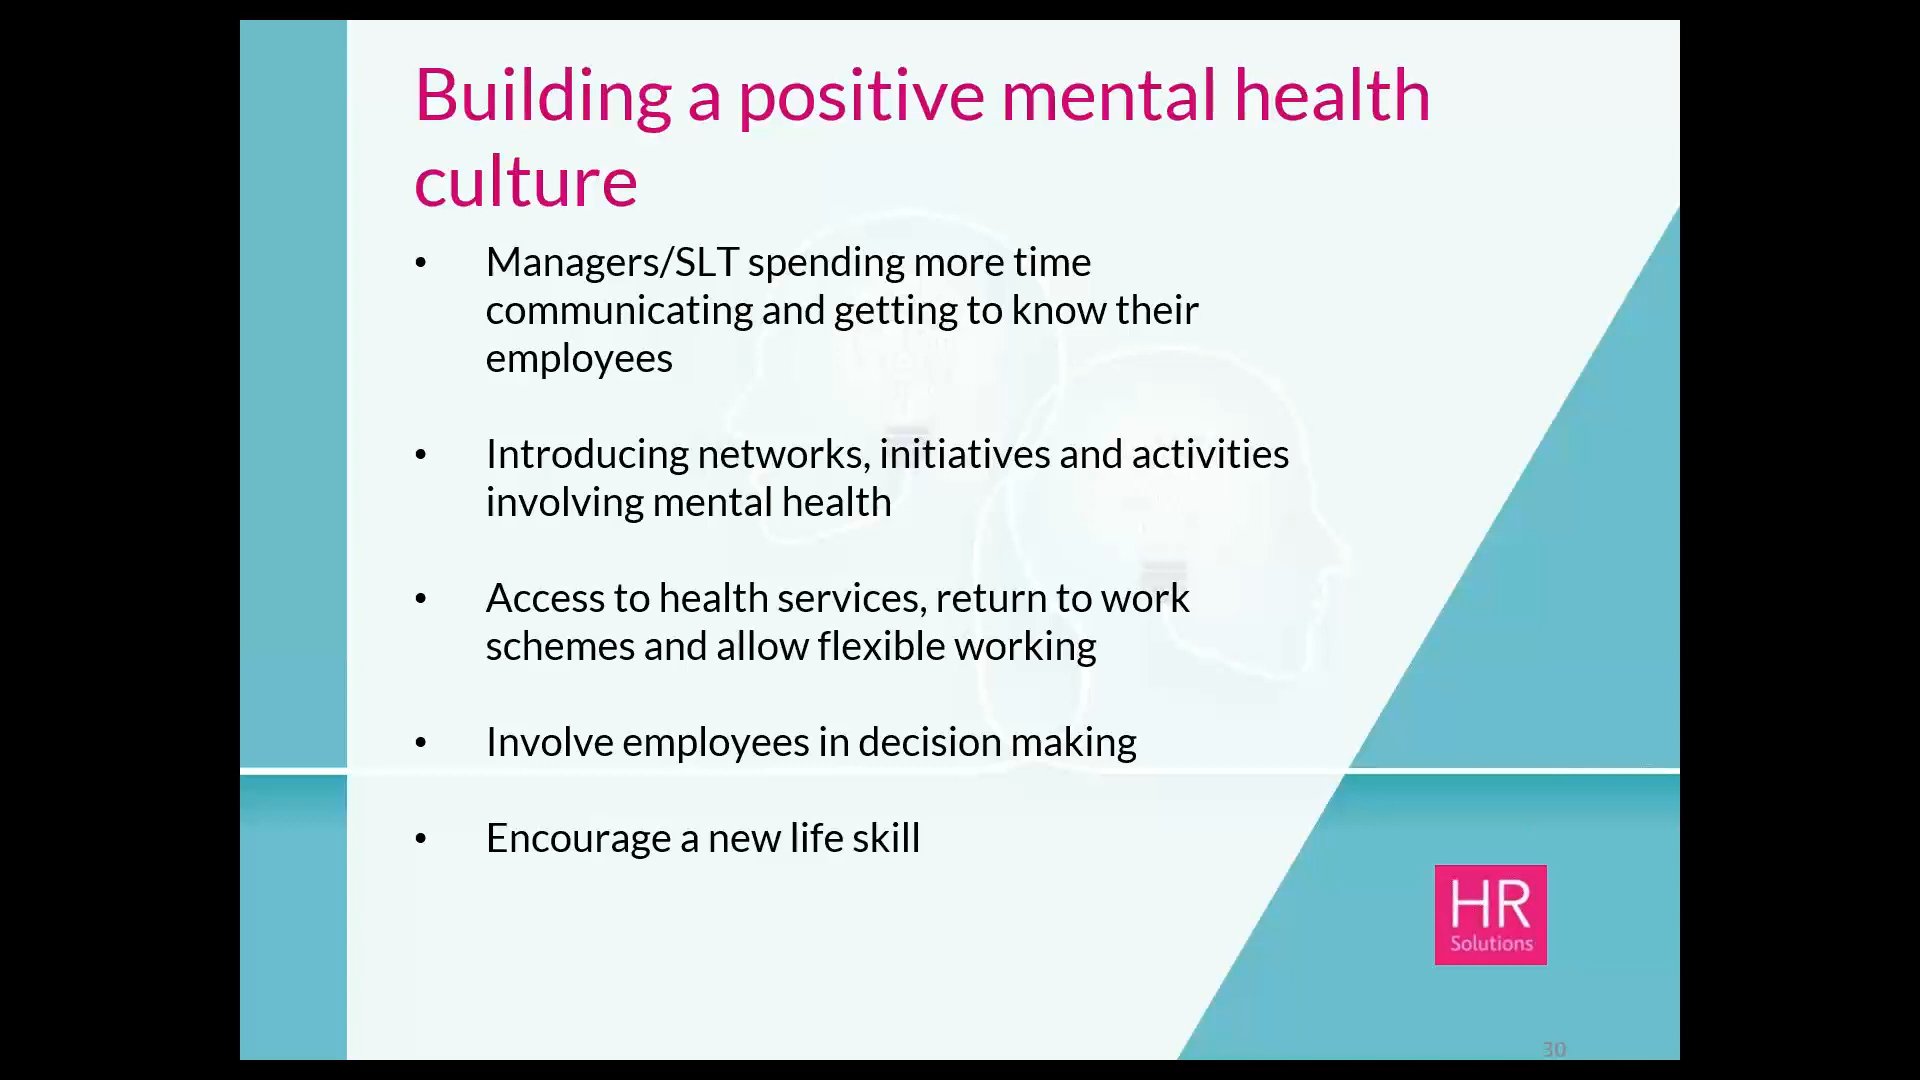 Building a positive mental health
culture
• Managers/SLT spending more time
communicating and getting to know their
employees
• Introducing networks, initiatives and activities
involving mental health
• Access to health services, return to work
schemes and allow flexible working
• Involve employees in decision making
• Encourage a new life skill
HR
Solutions
30